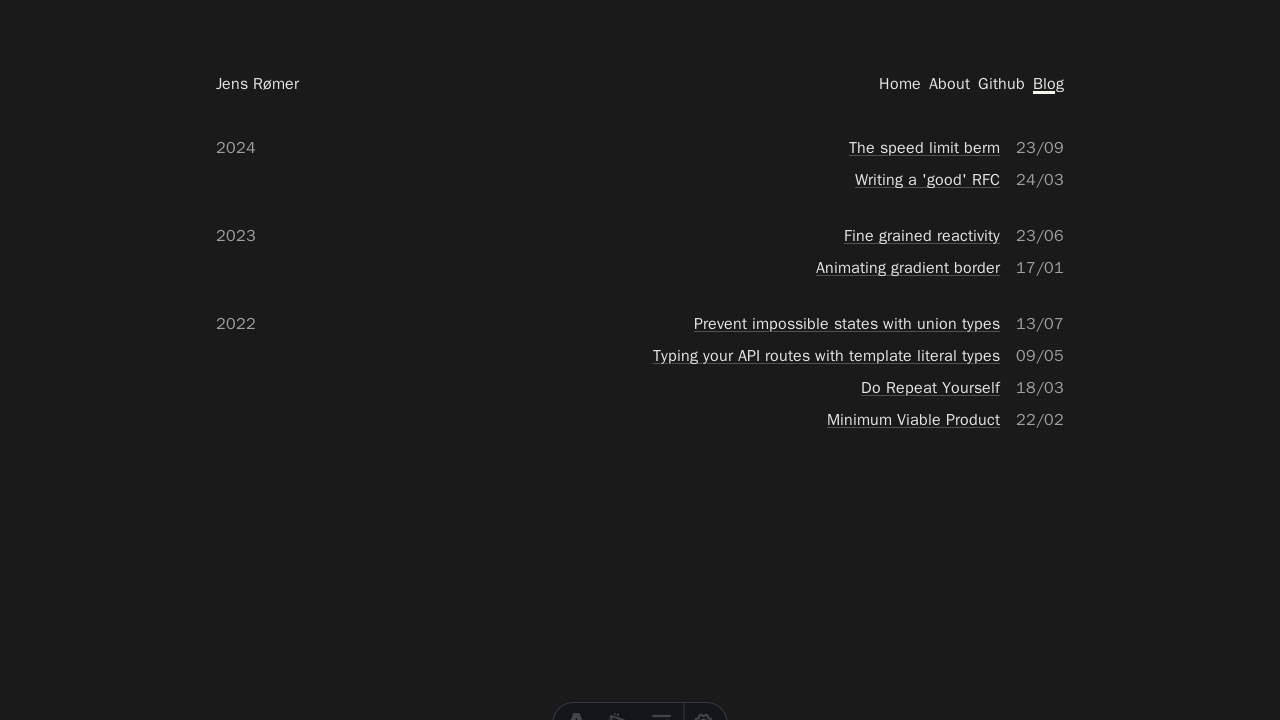 Jens Rømer
Home About Github Blog
2024
The speed limit berm 23/09
Writing a 'good' RFC 24/03
2023
Fine grained reactivity 23/06
Animating gradient border 17/01
2022
Prevent impossible states with union types 13/07
Typing your API routes with template literal types 09/05
Do Repeat Yourself 18/03
Minimum Viable Product 22/02